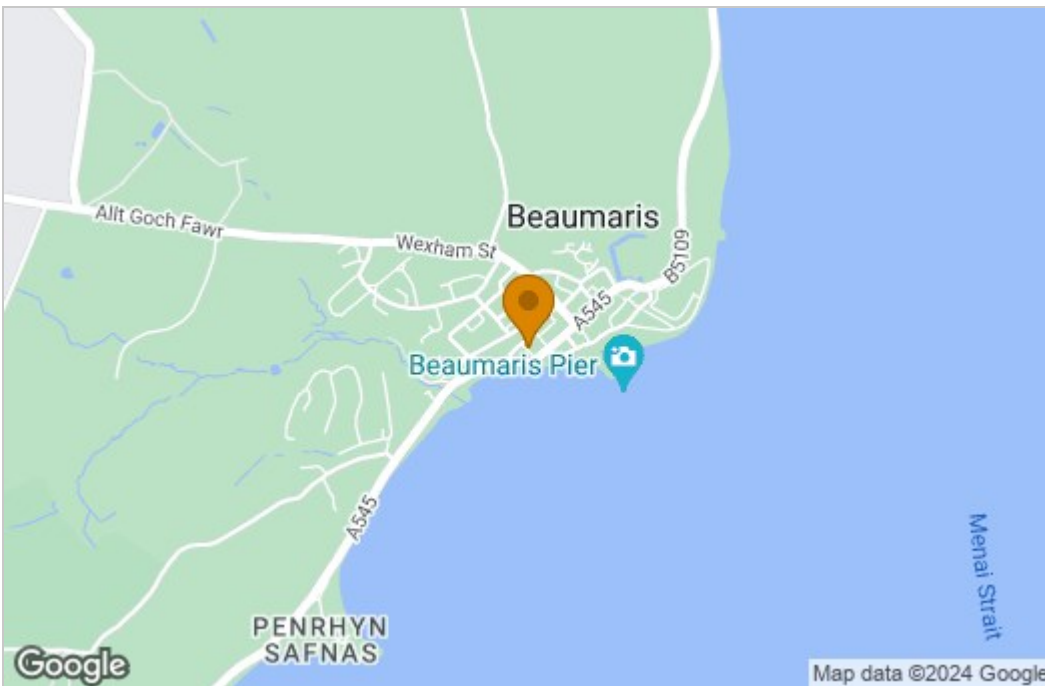 Allt Goch Fawr
Beaumaris
Wexham St
B5109
A545
Beaumaris Pier
A545
Menai Strait
PENRHYN
SAFNAS
Google
Map data ©2024 Google